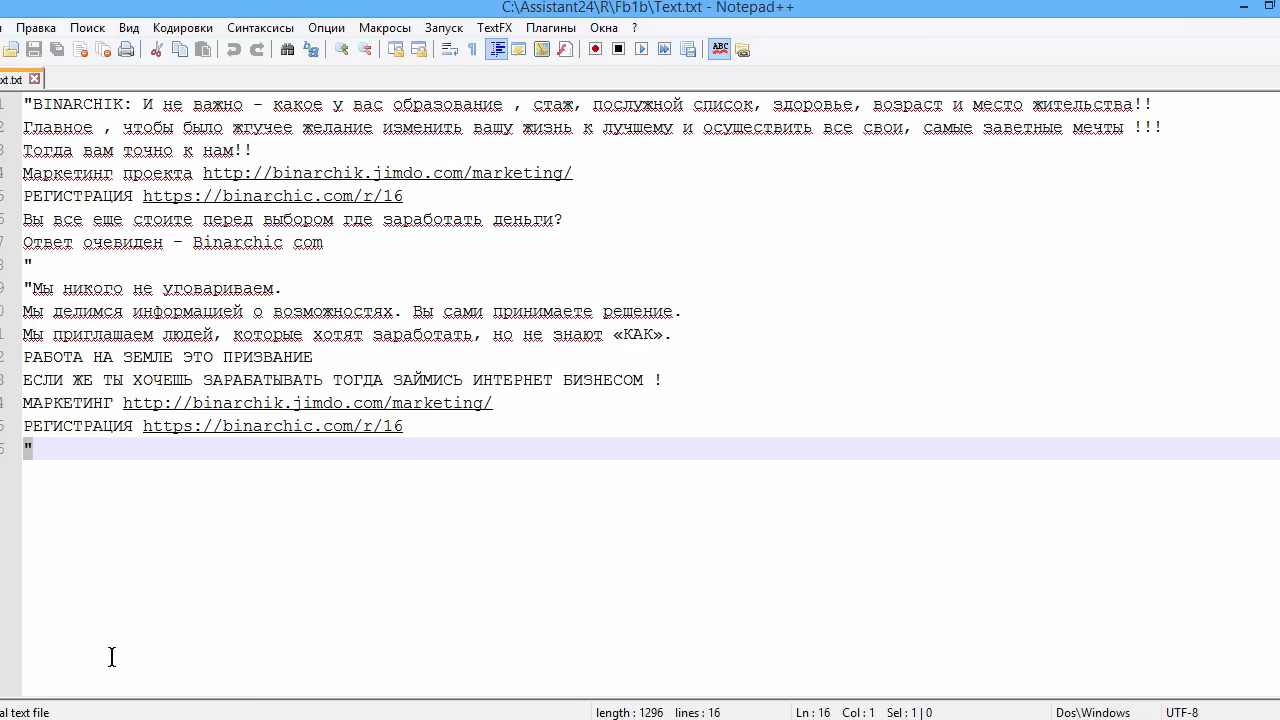 C:\Assistant24\R\Fb1b\Text.txt - Notepad++
Правка Поиск Вид Кодировки Синтаксисы Опции Макросы Запуск TextFX Плагины Окна ?
xt.txt
"BINARCHIK: И не важно - какое у вас образование , стаж, послужной список, здоровье, возраст и место жительства!!
Главное , чтобы было жгучее желание изменить вашу жизнь к лучшему и осуществить все свои, самые заветные мечты !!!
Тогда вам точно к нам!!
Маркетинг проекта http://binarchik.jimdo.com/marketing/
РЕГИСТРАЦИЯ https://binarchic.com/r/16
Вы все еще стоите перед выбором где заработать деньги?
Ответ очевиден – Binarchic com
"
"Мы никого не уговариваем.
Мы делимся информацией о возможностях. Вы сами принимаете решение.
Мы приглашаем людей, которые хотят заработать, но не знают «КАК».
РАБОТА НА ЗЕМЛЕ ЭТО ПРИЗВАНИЕ
ЕСЛИ ЖЕ ТЫ ХОЧЕШЬ ЗАРАБАТЫВАТЬ ТОГДА ЗАЙМИСЬ ИНТЕРНЕТ БИЗНЕСОМ !
МАРКЕТИНГ http://binarchik.jimdo.com/marketing/
РЕГИСТРАЦИЯ https://binarchic.com/r/16
"
al text file length : 1296 lines : 16 Ln : 16 Col : 1 Sel : 1 | 0 Dos\Windows UTF-8